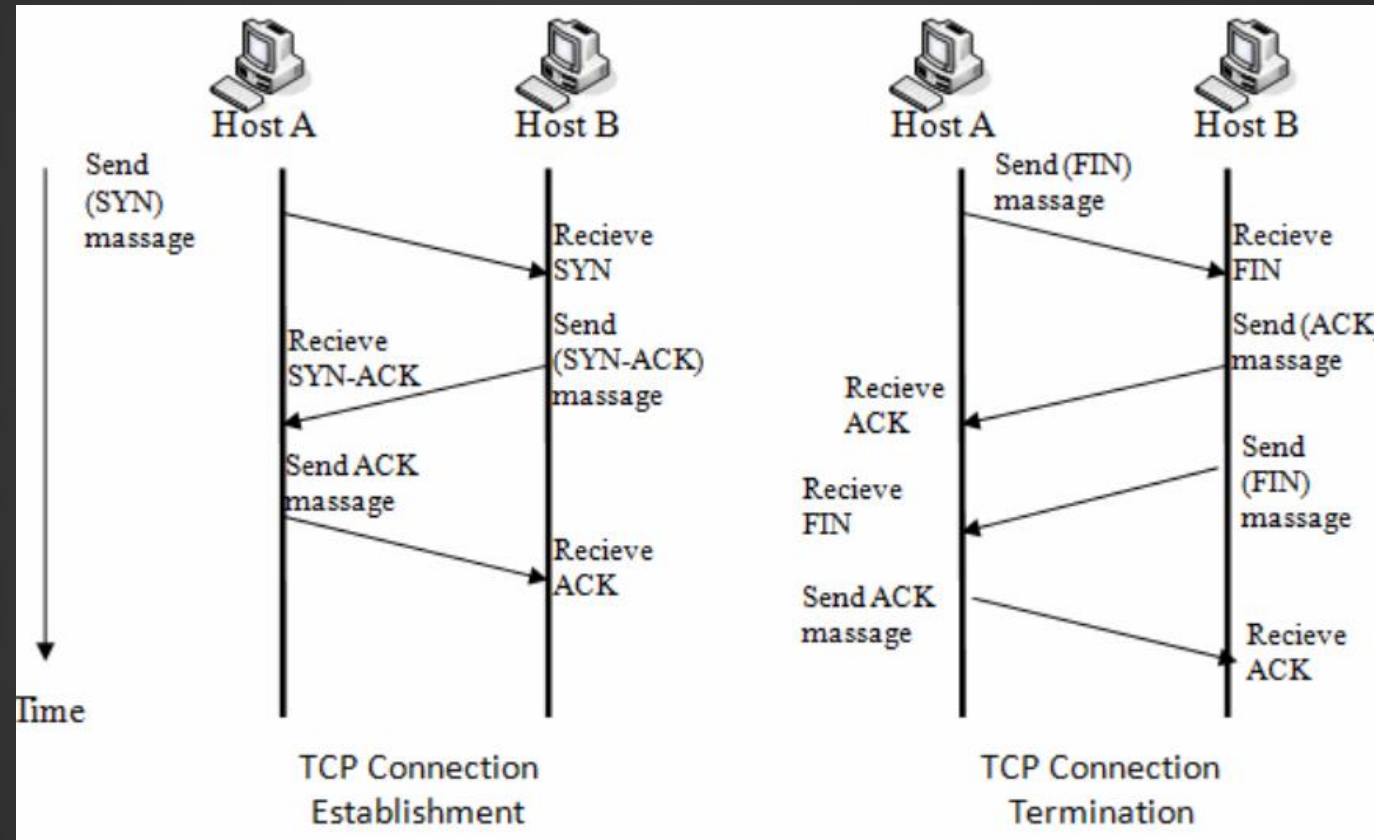 Host A
Host B
Send
(SYN)
massage
Recieve
SYN
Send
(SYN-ACK)
massage
Recieve
SYN-ACK
Send ACK
massage
Recieve
ACK
Time
TCP Connection
Establishment
Host A
Host B
Send (FIN)
massage
Recieve
FIN
Send (ACK)
massage
Recieve
ACK
Send
(FIN)
massage
Recieve
FIN
Send ACK
massage
Recieve
ACK
TCP Connection
Termination